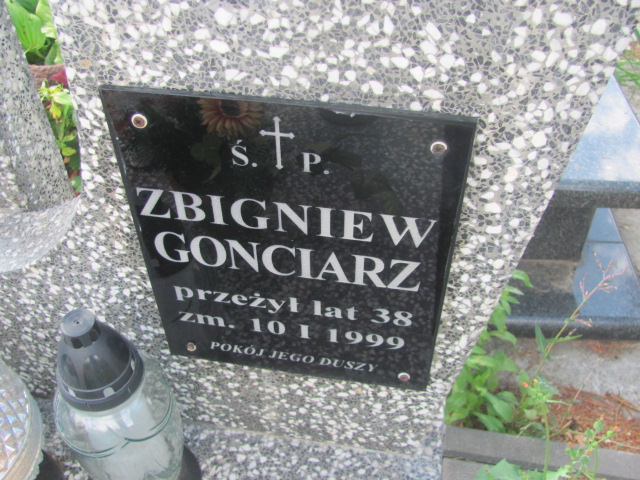 Ś. P.
ZBIGNIEW
GONCIARZ
przeżył lat 38
zm. 10 I 1999
POKÓJ JEGO DUSZY